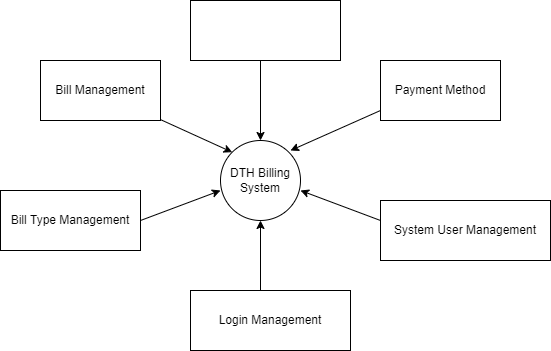 Bill Management
Payment Method
DTH Billing
System
Bill Type Management
System User Management
Login Management